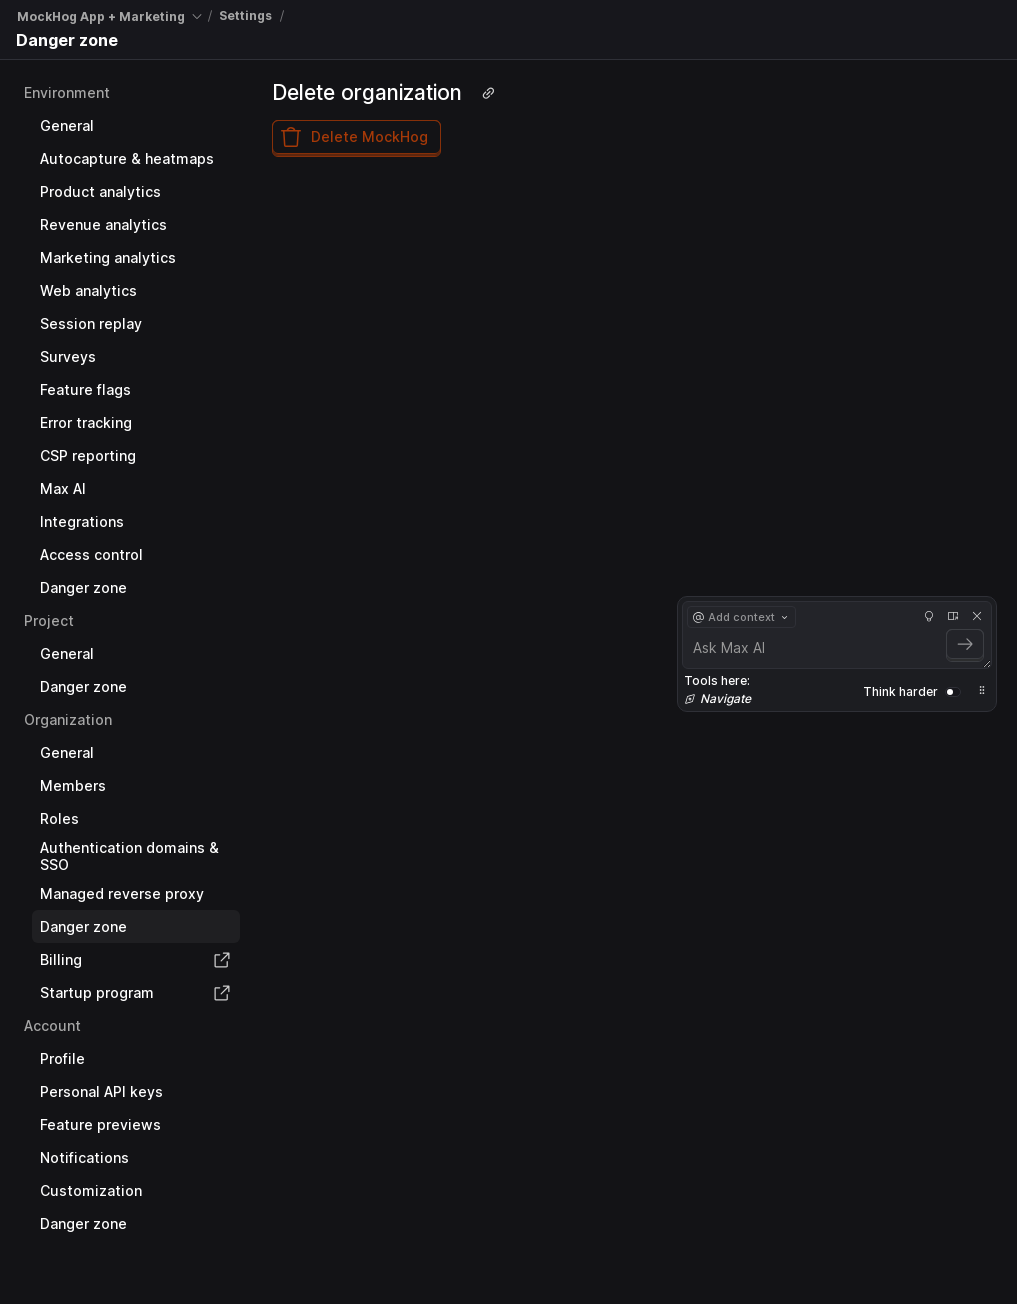 MockHog App + Marketing / Settings /
Danger zone
Environment
General
Autocapture & heatmaps
Product analytics
Revenue analytics
Marketing analytics
Web analytics
Session replay
Surveys
Feature flags
Error tracking
CSP reporting
Max AI
Integrations
Access control
Danger zone
Project
General
Danger zone
Organization
General
Members
Roles
Authentication domains &
SSO
Managed reverse proxy
Danger zone
Billing
Startup program
Account
Profile
Personal API keys
Feature previews
Notifications
Customization
Danger zone
Delete organization
Delete MockHog
@ Add context
Ask Max AI
Tools here:
Navigate
Think harder